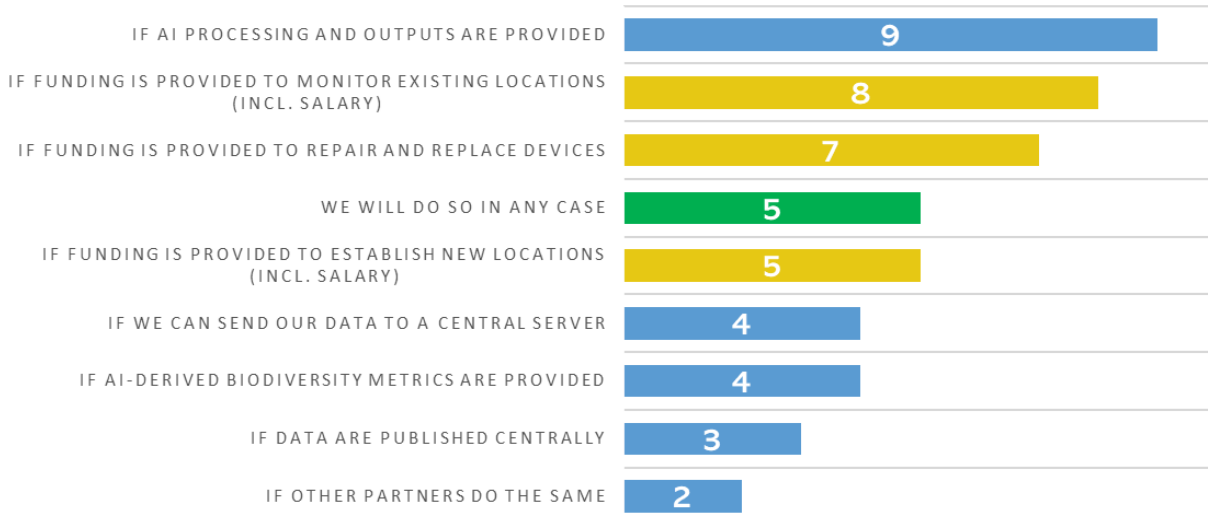 IF AI PROCESSING AND OUTPUTS ARE PROVIDED
9
IF FUNDING IS PROVIDED TO MONITOR EXISTING LOCATIONS
(INCL. SALARY)
8
IF FUNDING IS PROVIDED TO REPAIR AND REPLACE DEVICES
7
WE WILL DO SO IN ANY CASE
5
IF FUNDING IS PROVIDED TO ESTABLISH NEW LOCATIONS
(INCL. SALARY)
5
IF WE CAN SEND OUR DATA TO A CENTRAL SERVER
4
IF AI-DERIVED BIODIVERSITY METRICS ARE PROVIDED
4
IF DATA ARE PUBLISHED CENTRALLY
3
IF OTHER PARTNERS DO THE SAME
2